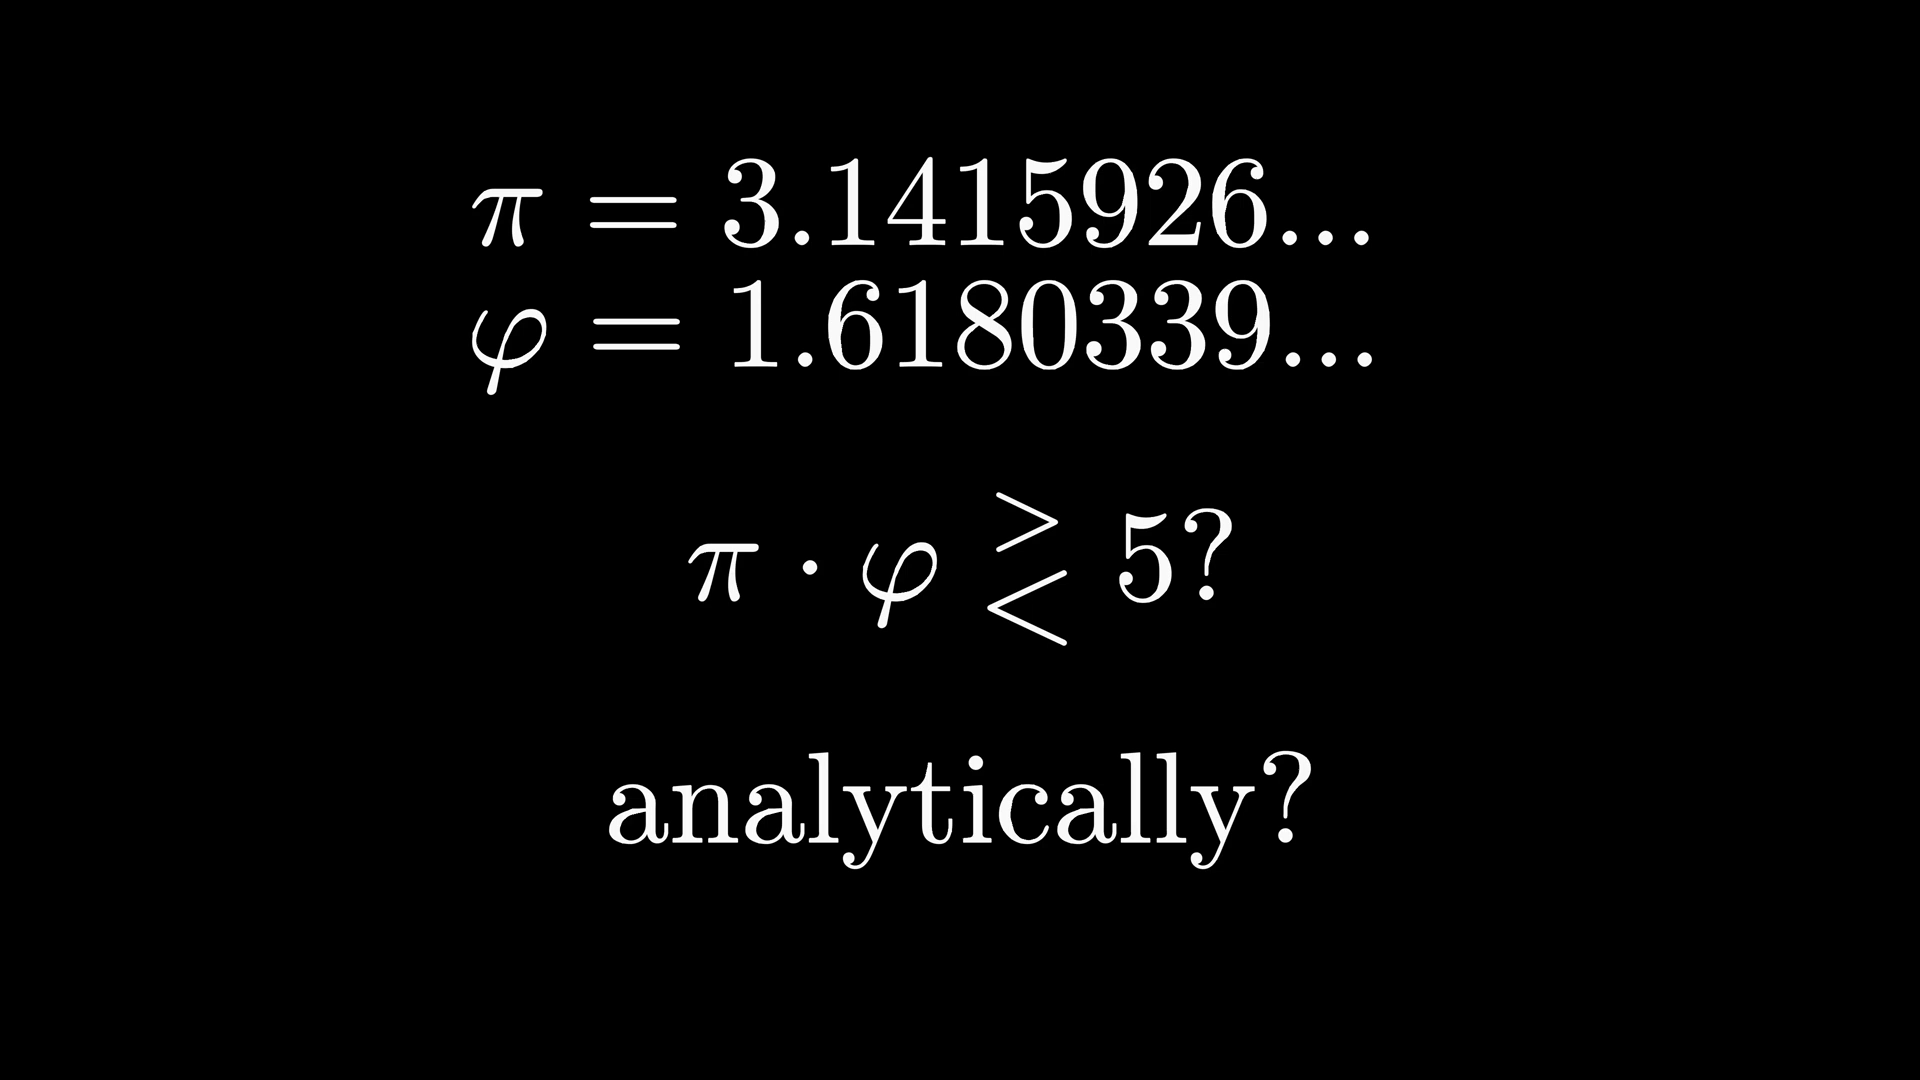 π = 3.1415926...
φ = 1.6180339...
π · φ ≷ 5?
analytically?